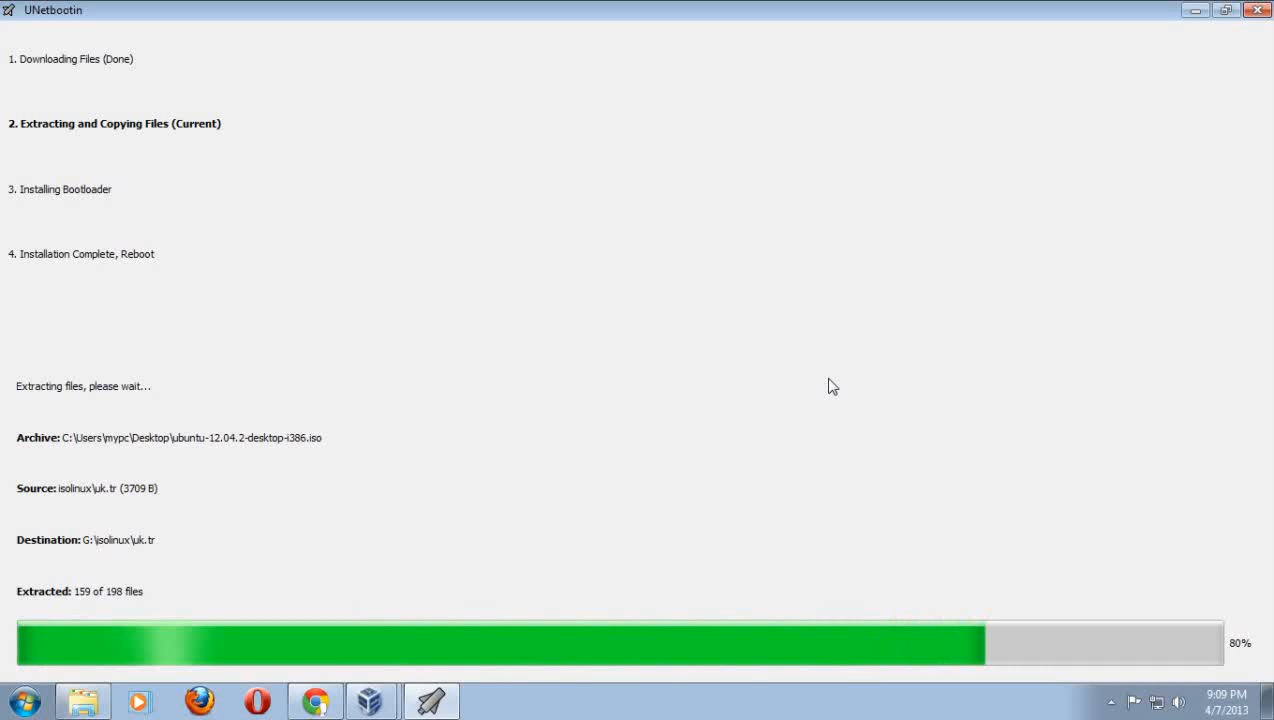 UNetbootin
1. Downloading Files (Done)
2. Extracting and Copying Files (Current)
3. Installing Bootloader
4. Installation Complete, Reboot
Extracting files, please wait...
Archive: C:\Users\mypc\Desktop\ubuntu-12.04.2-desktop-i386.iso
Source: isolinux\uk.tr (3709 B)
Destination: G:\isolinux\uk.tr
Extracted: 159 of 198 files
80%
9:09 PM
4/7/2013